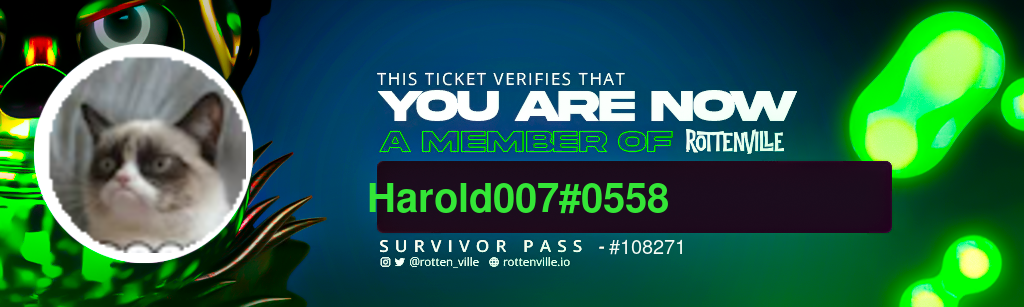 THIS TICKET VERIFIES THAT
YOU ARE NOW
A MEMBER OF ROTTENVILLE
Harold007#0558
SURVIVOR PASS - #108271
@rotten_ville rottenville.io